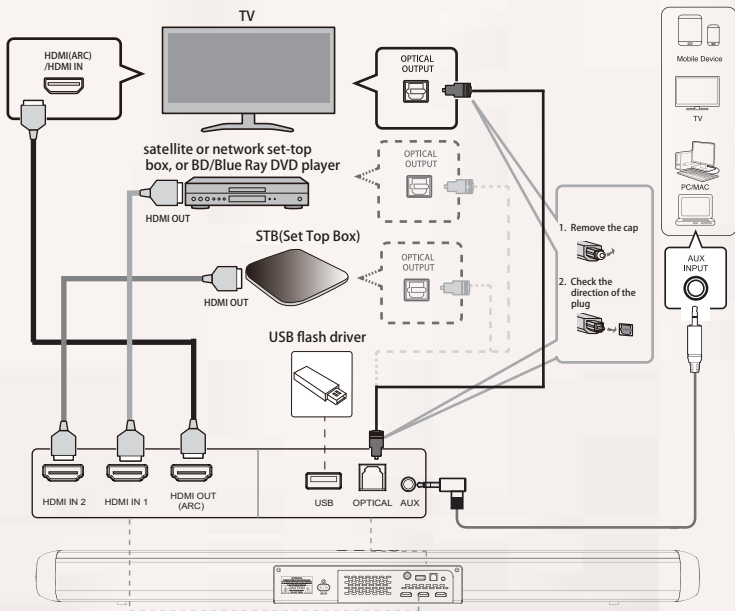 TV
HDMI(ARC)
/HDMI IN
OPTICAL
OUTPUT
Mobile Device
TV
PC/MAC
AUX
INPUT
satellite or network set-top
box, or BD/Blue Ray DVD player
HDMI OUT
OPTICAL
OUTPUT
STB(Set Top Box)
HDMI OUT
OPTICAL
OUTPUT
1. Remove the cap
2. Check the
direction of the
plug
USB flash driver
HDMI IN 2
HDMI IN 1
HDMI OUT
(ARC)
USB
OPTICAL
AUX